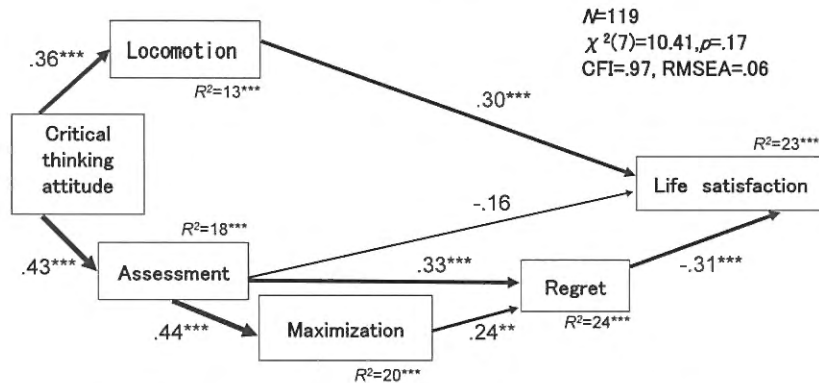 N=119
χ²(7)=10.41,p=.17
CFI=.97, RMSEA=.06
Locomotion
.36***
R²=13***
.30***
Critical
thinking
attitude
R²=23***
Life satisfaction
-.16
R²=18***
.43***
Assessment
.33***
-.31***
Regret
.44***
Maximization
.24**
R²=24***
R²=20***